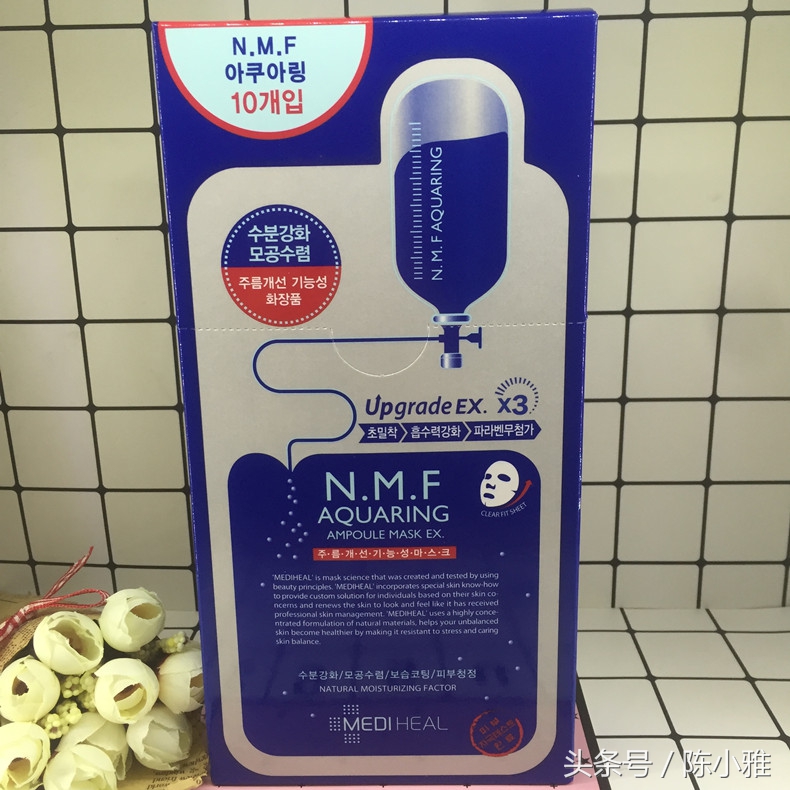 N.M.F
아쿠아링
10개입
N.M.F AQUARING
수분강화
모공수렴
주름개선 기능성
화장품
Upgrade EX. X3
초밀착 흡수력강화 파라벤무첨가
N.M.F
AQUARING
AMPOULE MASK EX.
CLEAR FIT SHEET
주·름·개·선·기·능·성·마·스·크
'MEDIHEAL' is mask science that was created and tested by using
beauty principles. 'MEDIHEAL' incorporates special skin know-how
to provide custom solution for individuals based on their skin co-
ncerns and renews the skin to look and feel like it has received
professional skin management. 'MEDIHEAL' uses a highly conce-
ntrated formulation of natural materials, helps your unbalanced
skin become healthier by making it resistant to stress and caring
skin balance.
수분강화/모공수렴/보습코팅/피부청정
NATURAL MOISTURIZING FACTOR
MEDIHEAL
피부
완료
头条号 / 陈小雅